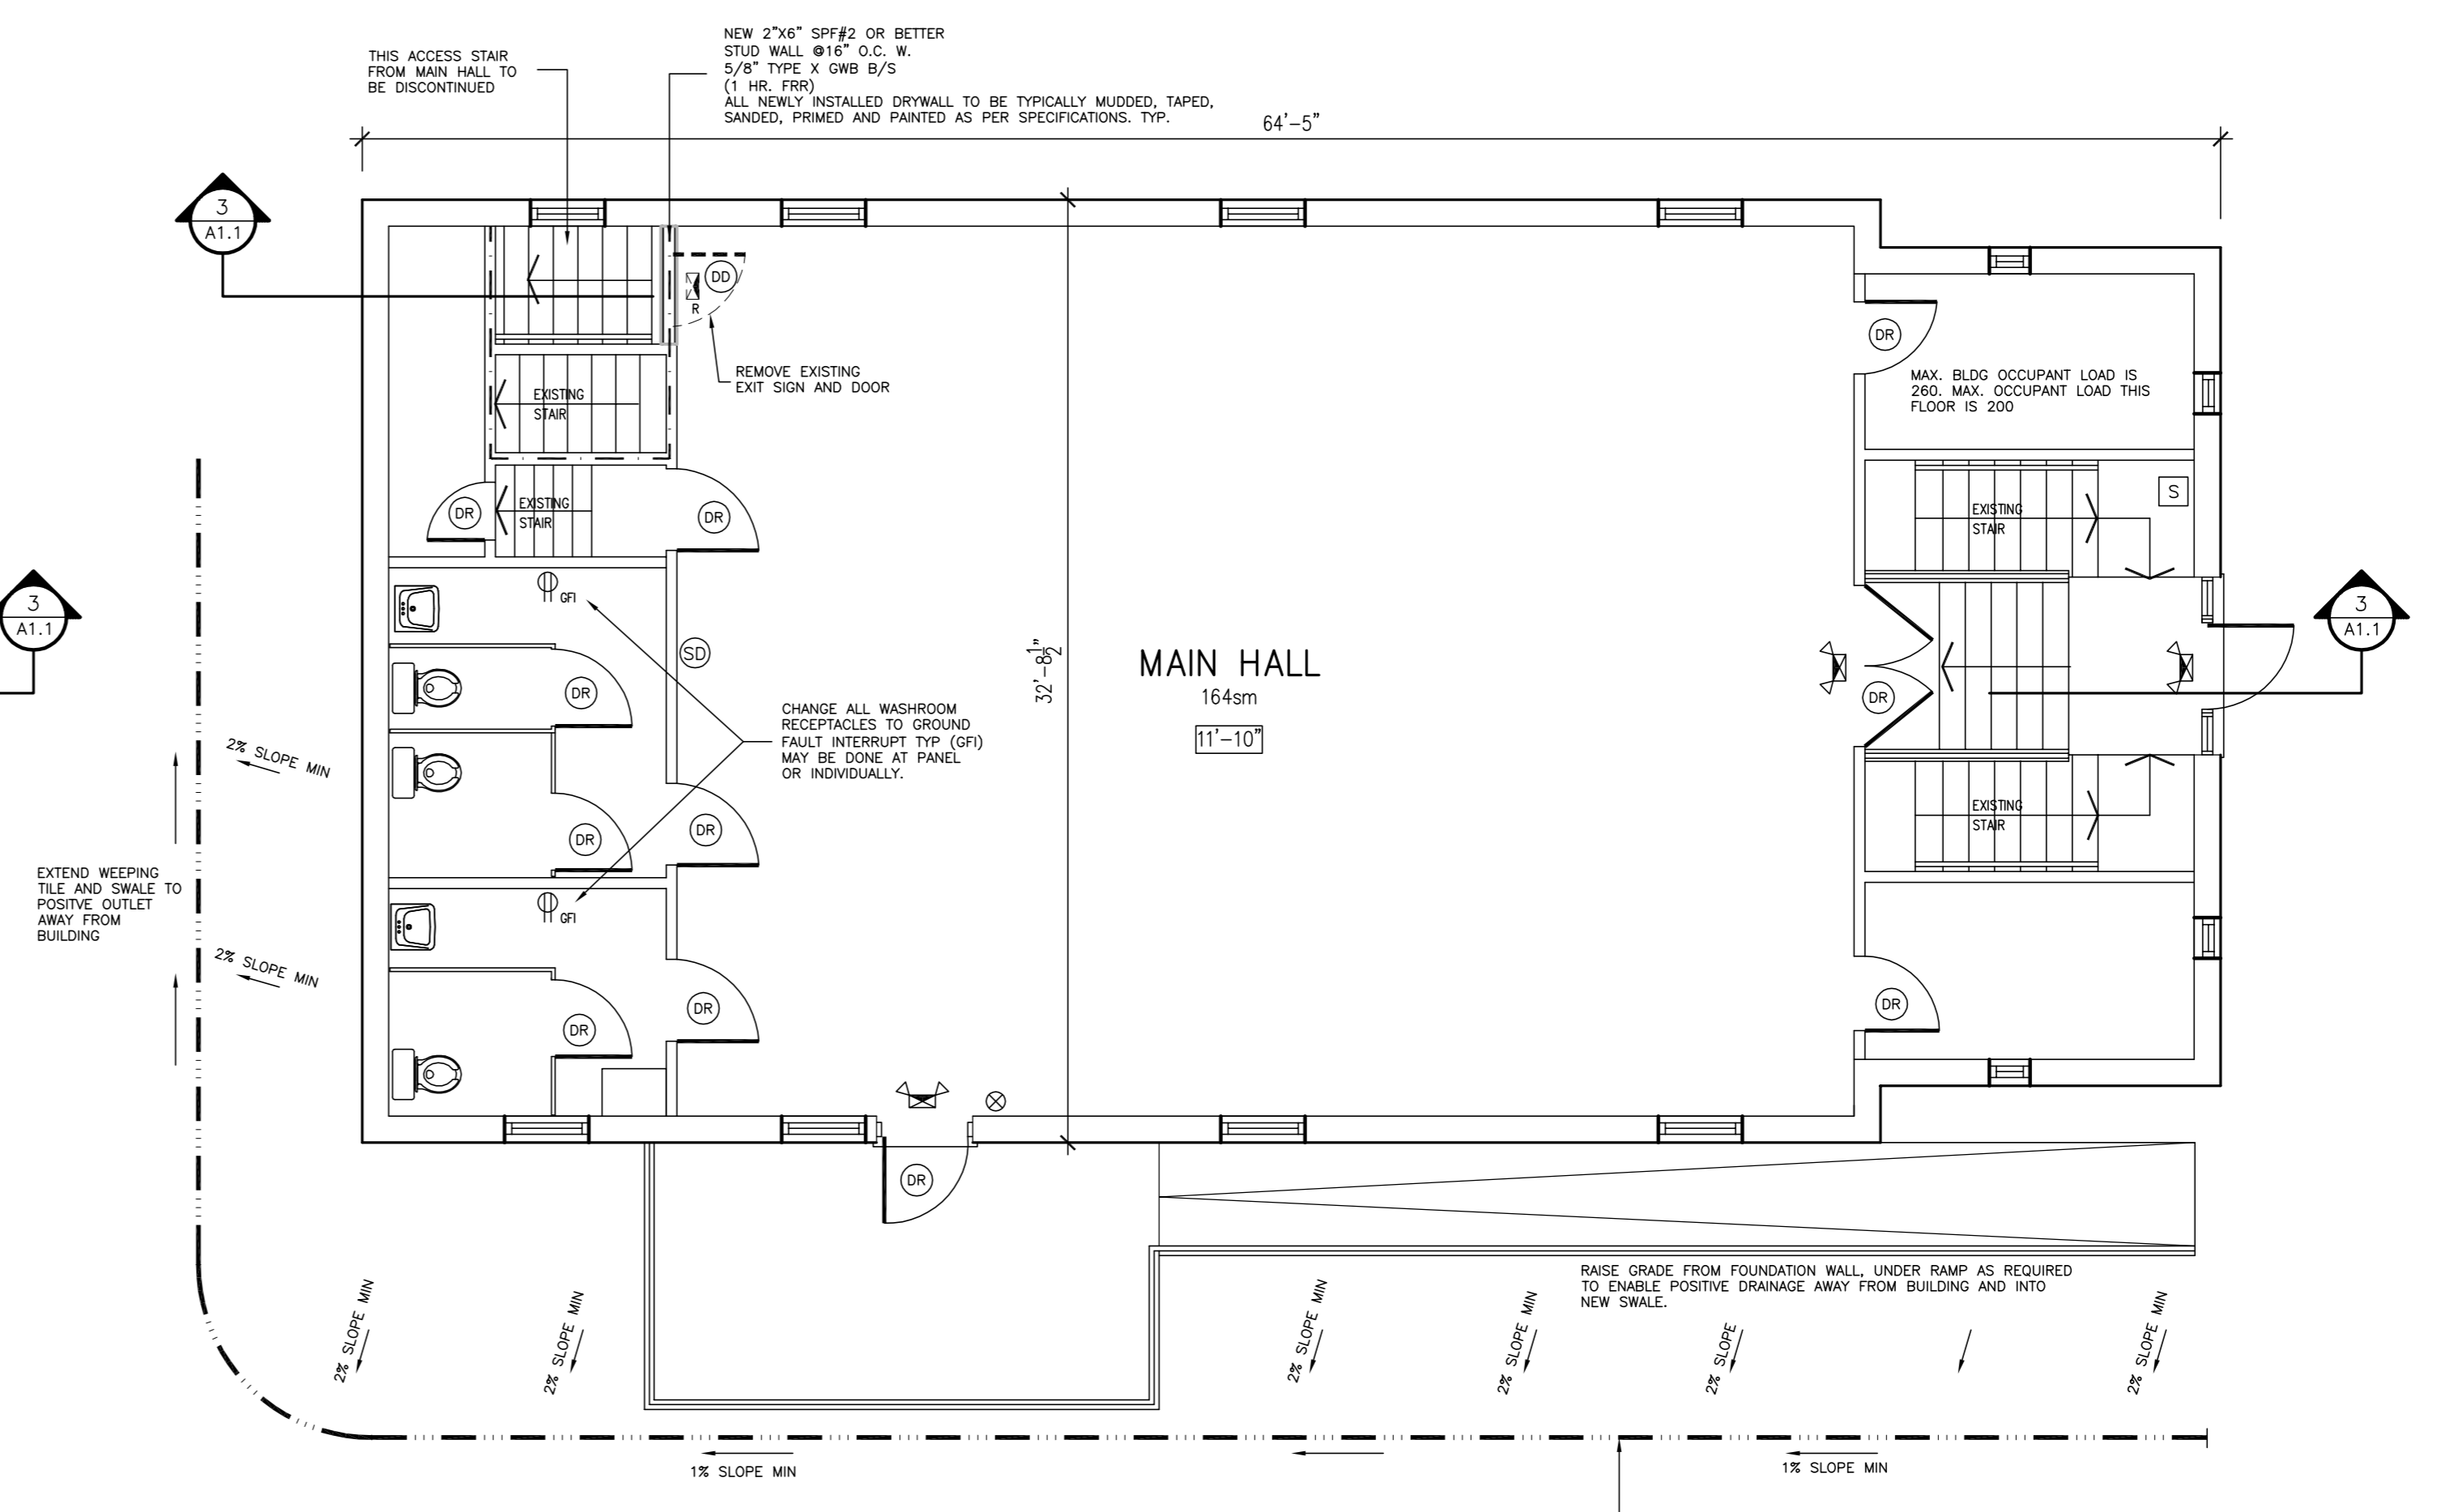 NEW 2"X6" SPF#2 OR BETTER
STUD WALL @16" O.C. W.
5/8" TYPE X GWB B/S
(1 HR. FRR)
ALL NEWLY INSTALLED DRYWALL TO BE TYPICALLY MUDDED, TAPED,
SANDED, PRIMED AND PAINTED AS PER SPECIFICATIONS. TYP.
THIS ACCESS STAIR
FROM MAIN HALL TO
BE DISCONTINUED
64'-5"
3
A1.1
DD
R
REMOVE EXISTING
EXIT SIGN AND DOOR
DR
MAX. BLDG OCCUPANT LOAD IS
260. MAX. OCCUPANT LOAD THIS
FLOOR IS 200
EXISTING
STAIR
EXISTING
STAIR
DR
DR
EXISTING
STAIR
S
3
A1.1
GFI
SD
DR
32'-8 1/2"
MAIN HALL
164sm
11'-10"
DR
3
A1.1
CHANGE ALL WASHROOM
RECEPTACLES TO GROUND
FAULT INTERRUPT TYP (GFI)
MAY BE DONE AT PANEL
OR INDIVIDUALLY.
2% SLOPE MIN
DR
DR
EXISTING
STAIR
EXTEND WEEPING
TILE AND SWALE TO
POSITVE OUTLET
AWAY FROM
BUILDING
GFI
2% SLOPE MIN
DR
DR
DR
DR
RAISE GRADE FROM FOUNDATION WALL, UNDER RAMP AS REQUIRED
TO ENABLE POSITIVE DRAINAGE AWAY FROM BUILDING AND INTO
NEW SWALE.
2% SLOPE MIN
2% SLOPE MIN
2% SLOPE MIN
2% SLOPE MIN
2% SLOPE
2% SLOPE MIN
1% SLOPE MIN
1% SLOPE MIN